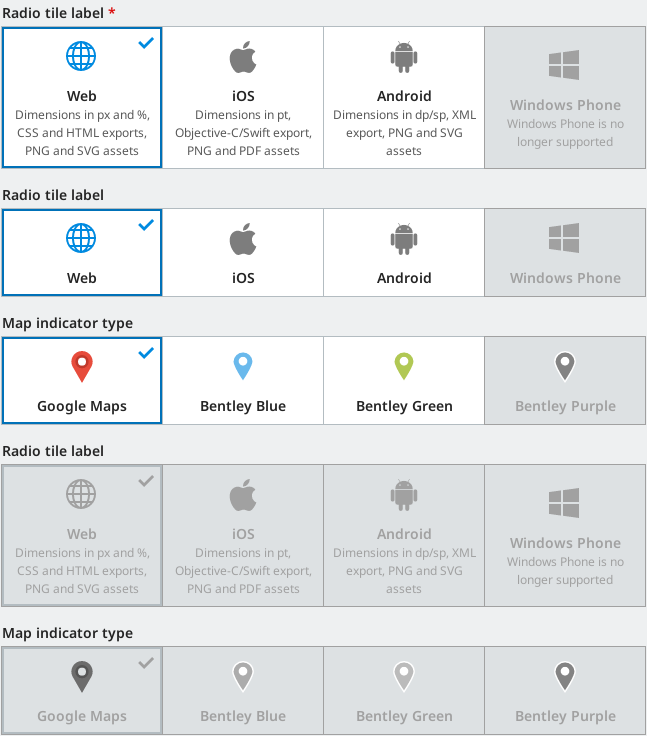 Radio tile label *
Web
Dimensions in px and %,
CSS and HTML exports,
PNG and SVG assets
iOS
Dimensions in pt,
Objective-C/Swift export,
PNG and PDF assets
Android
Dimensions in dp/sp, XML
export, PNG and SVG
assets
Windows Phone
Windows Phone is no
longer supported
Radio tile label
Web
iOS
Android
Windows Phone
Map indicator type
Google Maps
Bentley Blue
Bentley Green
Bentley Purple
Radio tile label
Web
Dimensions in px and %,
CSS and HTML exports,
PNG and SVG assets
iOS
Dimensions in pt,
Objective-C/Swift export,
PNG and PDF assets
Android
Dimensions in dp/sp, XML
export, PNG and SVG
assets
Windows Phone
Windows Phone is no
longer supported
Map indicator type
Google Maps
Bentley Blue
Bentley Green
Bentley Purple